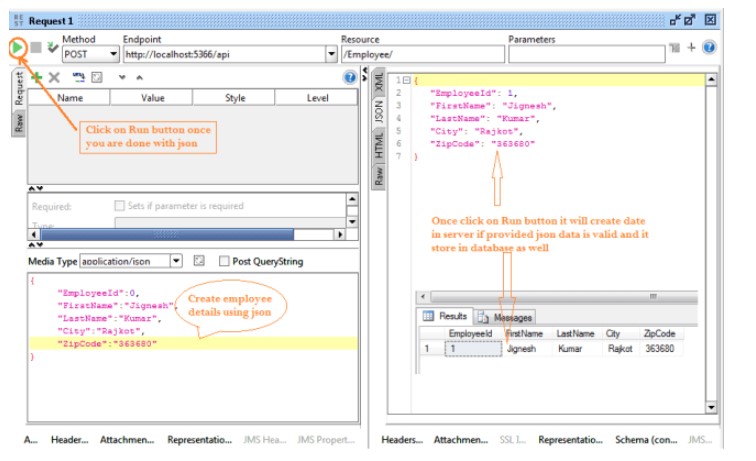 REST Request 1
Method Endpoint Resource Parameters
POST http://localhost:5366/api /Employee/
Request
Raw
Name Value Style Level
Click on Run button once
you are done with json
Required: Sets if parameter is required
Type:
Media Type application/json Post QueryString
{
"EmployeeId":0,
"FirstName":"Jignesh",
"LastName":"Kumar",
"City":"Rajkot",
"ZipCode":"363680"
}
Create employee
details using json
A... Header... Attachmen... Representatio... JMS Hea... JMS Propert...
XML
JSON
HTML
Raw
1 {
2 "EmployeeId": 1,
3 "FirstName": "Jignesh",
4 "LastName": "Kumar",
5 "City": "Rajkot",
6 "ZipCode": "363680"
7 }
Once click on Run button it will create date
in server if provided json data is valid and it
store in database as well
Results Messages
EmployeeId FirstName LastName City ZipCode
1 1 Jignesh Kumar Rajkot 363680
Headers... Attachmen... SSL I... Representatio... Schema (con... JMS...